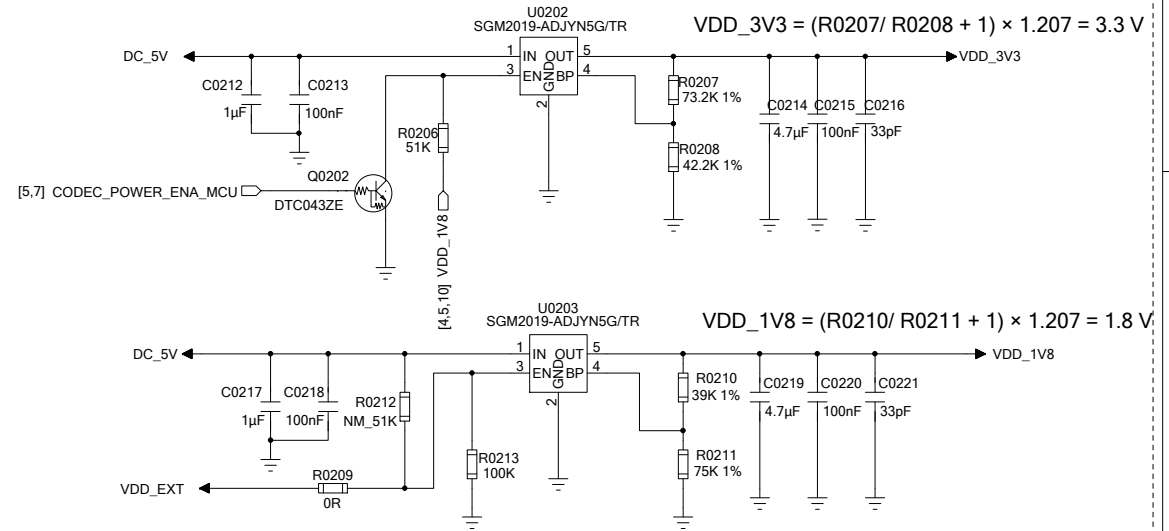 U0202
SGM2019-ADJYN5G/TR
VDD_3V3 = (R0207/ R0208 + 1) × 1.207 = 3.3 V
DC_5V
1 IN OUT 5
VDD_3V3
3 EN BP 4
GND
2
C0212
1µF
C0213
100nF
R0206
51K
R0207
73.2K 1%
R0208
42.2K 1%
C0214
4.7µF
C0215
100nF
C0216
33pF
Q0202
DTC043ZE
[5,7] CODEC_POWER_ENA_MCU
[4,5,10] VDD_1V8
U0203
SGM2019-ADJYN5G/TR
VDD_1V8 = (R0210/ R0211 + 1) × 1.207 = 1.8 V
DC_5V
1 IN OUT 5
VDD_1V8
3 EN BP 4
GND
2
C0217
1µF
C0218
100nF
R0212
NM_51K
R0210
39K 1%
C0219
4.7µF
C0220
100nF
C0221
33pF
R0213
100K
R0211
75K 1%
R0209
VDD_EXT
0R